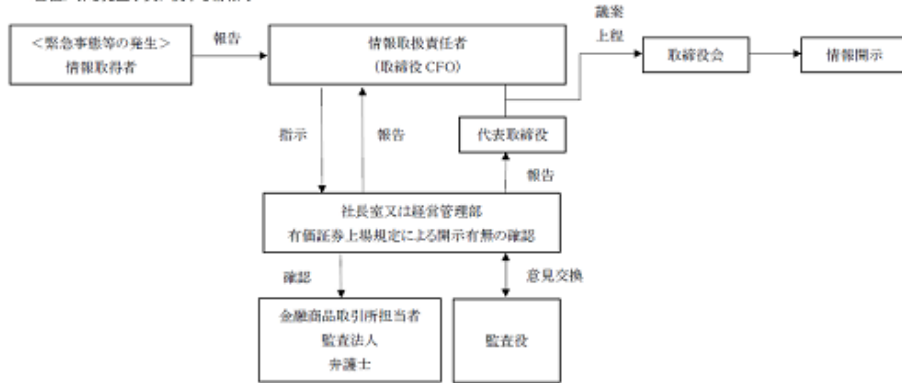 ＜緊急事態等の発生＞
情報取得者
報告
情報取扱責任者
（取締役 CFO）
議案
上程
取締役会
情報開示
指示
報告
代表取締役
報告
社長室又は経営管理部
有価証券上場規定による開示有無の確認
確認
意見交換
金融商品取引所担当者
監査法人
弁護士
監査役